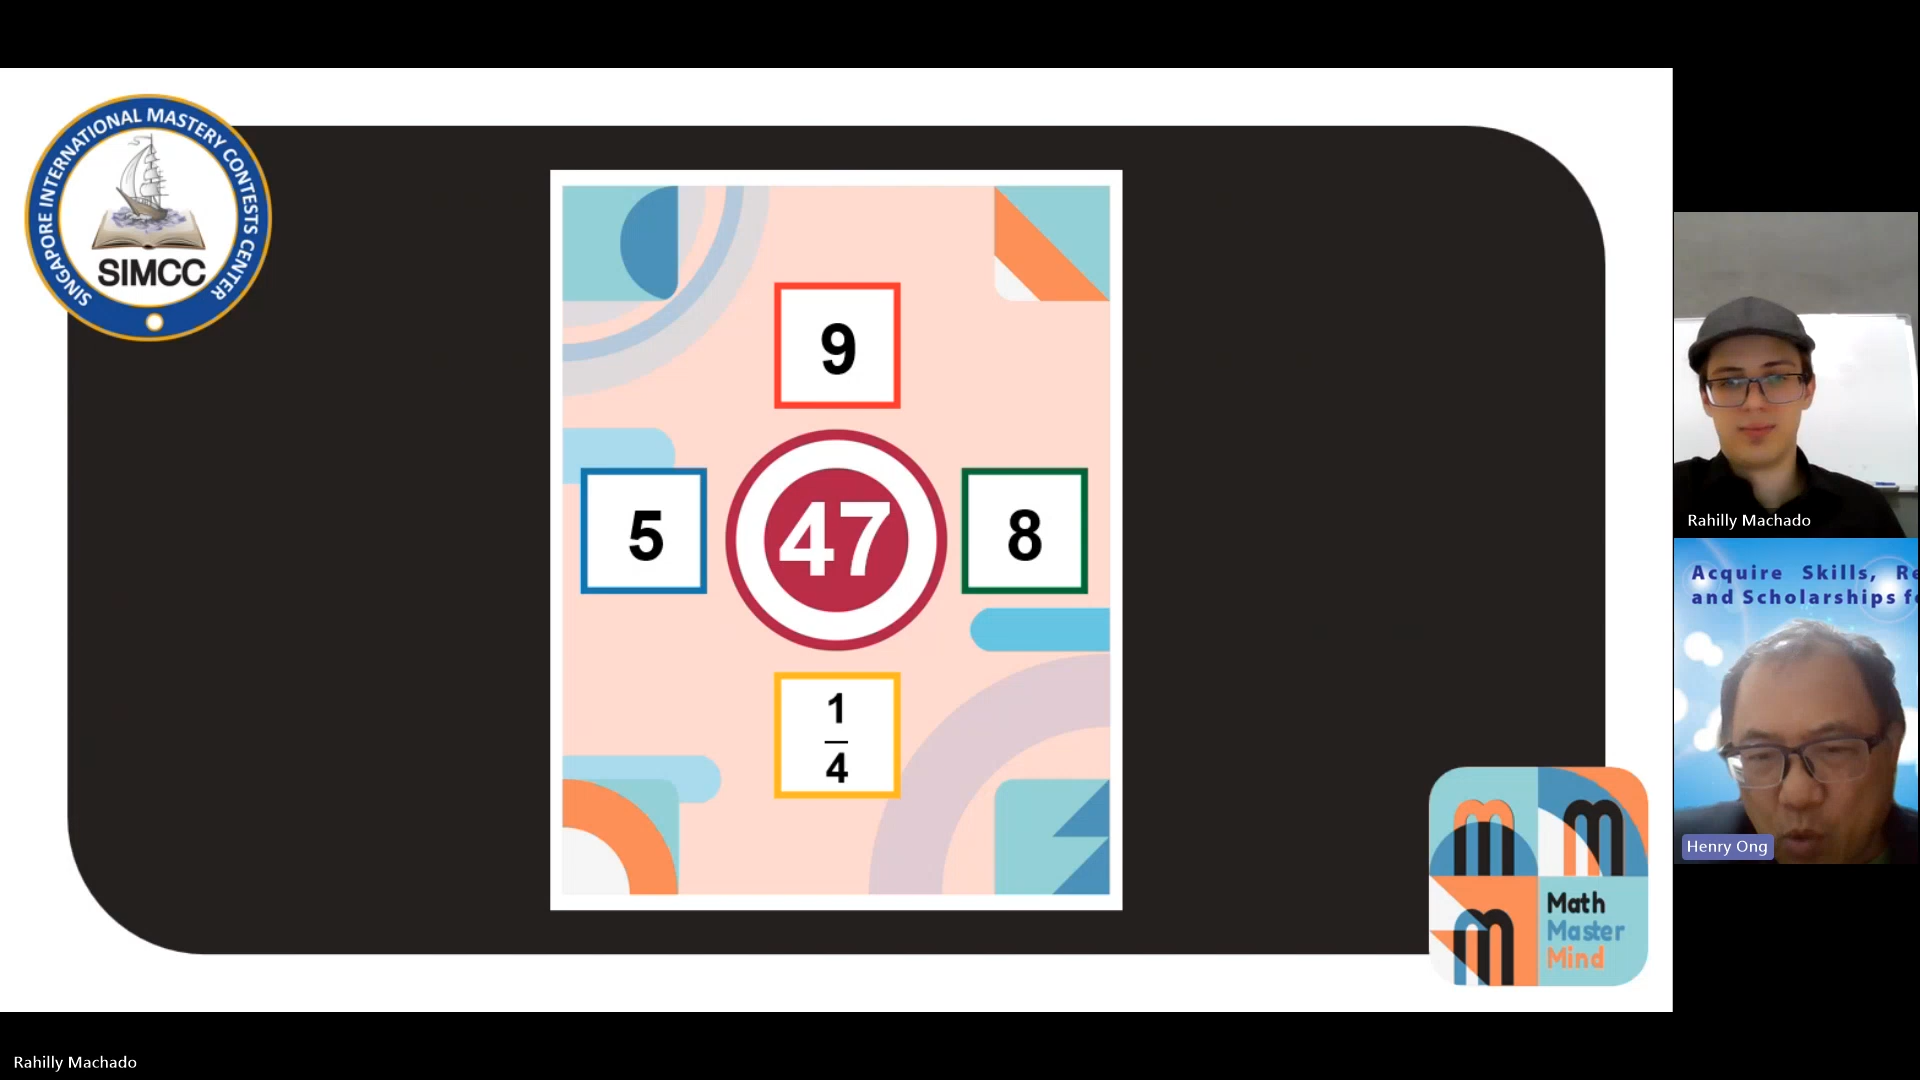 SINGAPORE INTERNATIONAL MASTERY CONTESTS CENTER
SIMCC
9
5
47
8
1
4
Math
Master
Mind
Rahilly Machado
Acquire Skills, Re
and Scholarships f
Henry Ong
Rahilly Machado